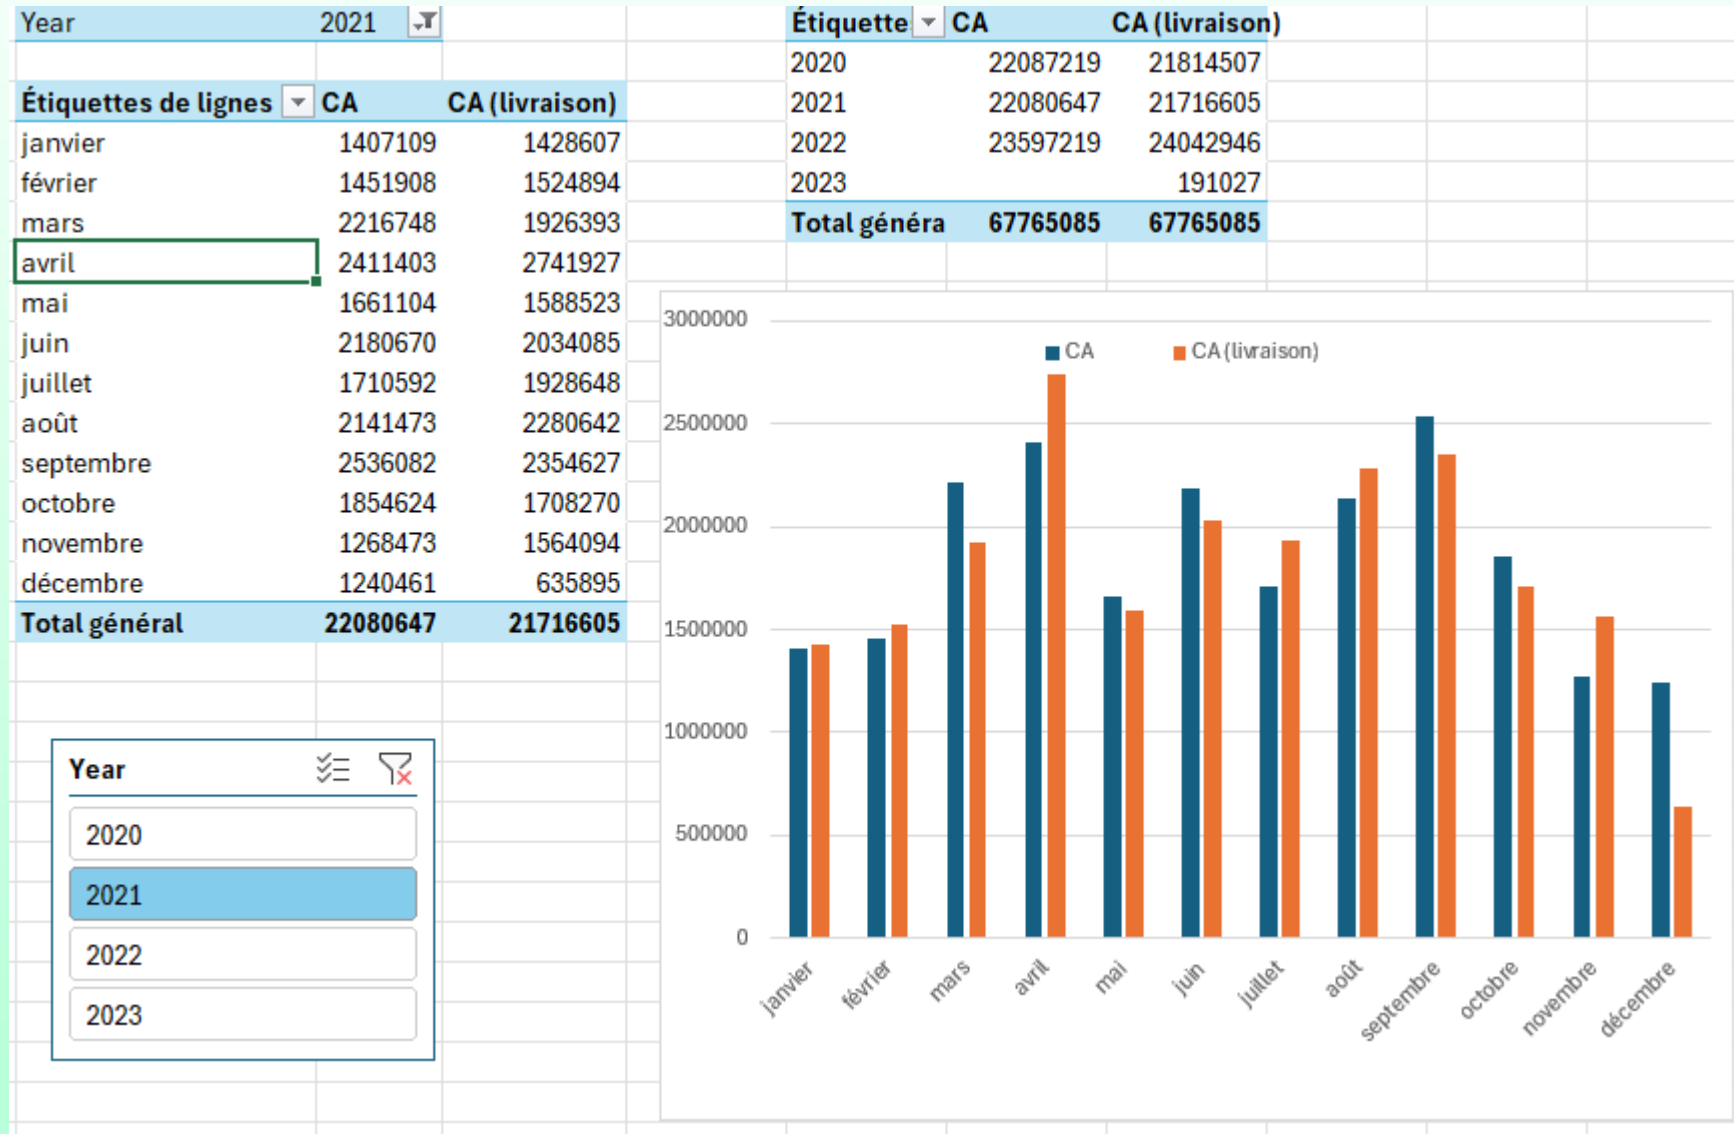 Year 2021
Étiquettes de lignes CA CA (livraison)
janvier 1407109 1428607
février 1451908 1524894
mars 2216748 1926393
avril 2411403 2741927
mai 1661104 1588523
juin 2180670 2034085
juillet 1710592 1928648
août 2141473 2280642
septembre 2536082 2354627
octobre 1854624 1708270
novembre 1268473 1564094
décembre 1240461 635895
Total général 22080647 21716605
Étiquette CA CA (livraison)
2020 22087219 21814507
2021 22080647 21716605
2022 23597219 24042946
2023 191027
Total généra 67765085 67765085
Year
2020
2021
2022
2023
CA CA (livraison)
3000000
2500000
2000000
1500000
1000000
500000
0
janvier février mars avril mai juin juillet août septembre octobre novembre décembre